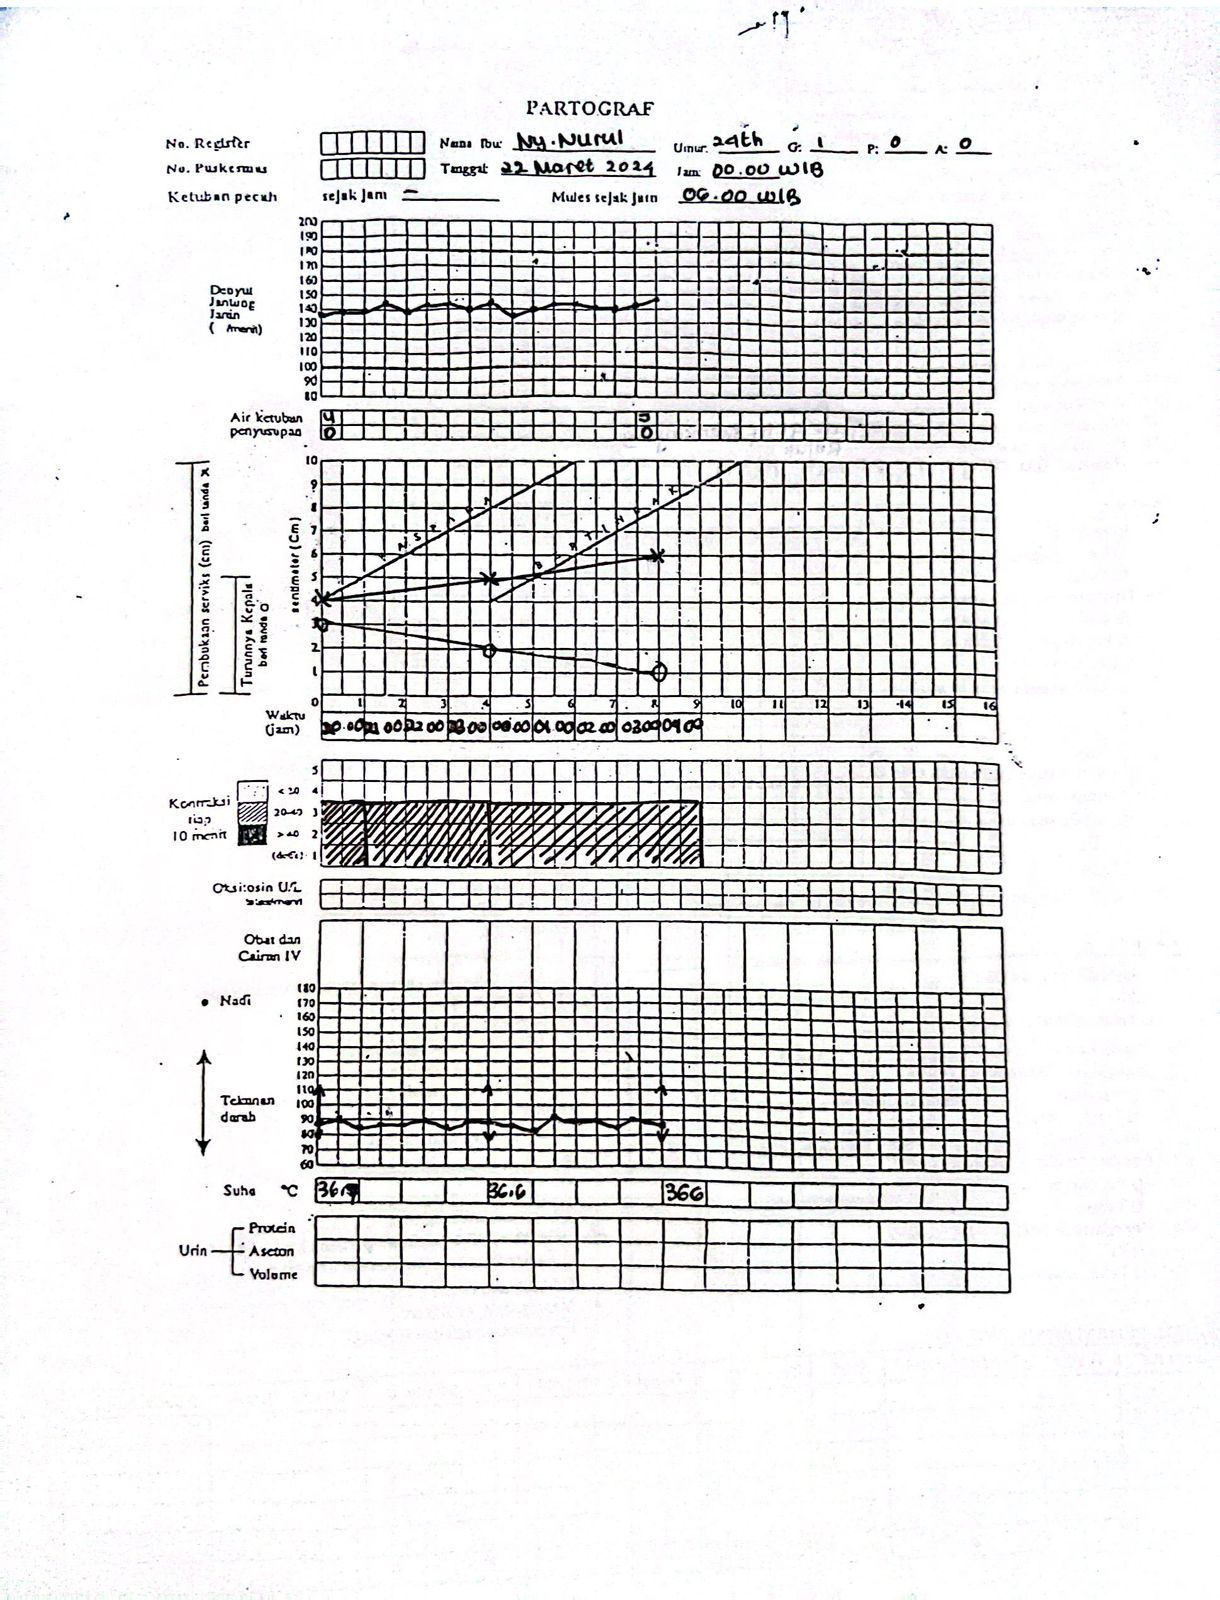 PARTOGRAF
No. Register Nama Ibu: Ny. Nurul Umur: 24th G: 1 P: 0 A: 0
No. Puskesmas Tanggal: 22 Maret 2024 Jam: 00.00 WIB
Ketuban pecah sejak jam – Mules sejak jam 06.00 WIB
200
190
180
170
160
150
140
130
120
110
100
90
80
Denyut
Jantung
Janin
( /menit)
Air ketuban U
penyusupan 0 0
Pembukaan serviks (cm) beri tanda x
Turunnya Kepala
beri tanda O
sentimeter (Cm)
10
9
8
7
6
5
4
3
2
1
0 1 2 3 4 5 6 7 8 9 10 11 12 13 14 15 16
Waktu
(jam)
20.00 21 00 22 00 23 00 00.00 01.00 02.00 03.00 04 00
Kontraksi
tiap
10 menit
< 20
20-40
> 40
(detik)
5
4
3
2
1
Oksitosin U/L
Obat dan
Cairan IV
• Nadi
Tekanan
darah
180
170
160
150
140
130
120
110
100
90
80
70
60
Suhu °C 36.6 366
Urin
Protein
Aseton
Volume